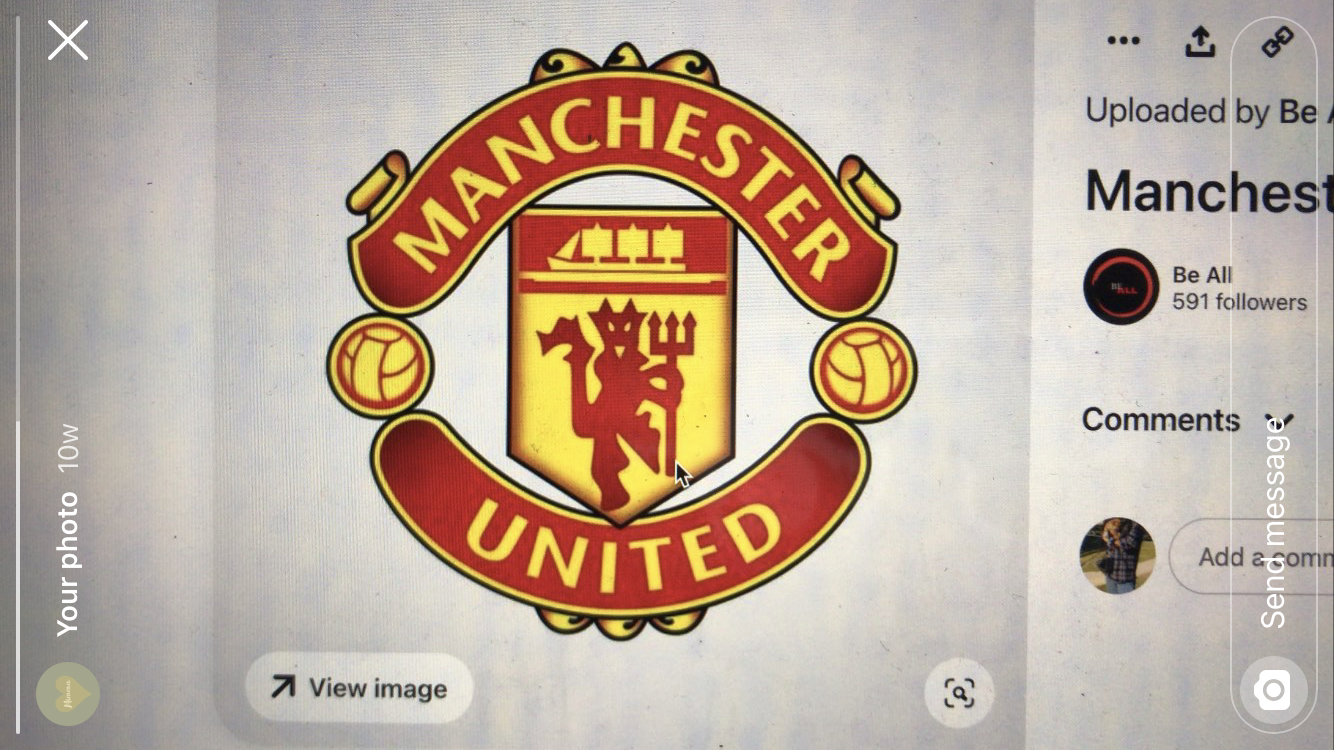 MANCHESTER
UNITED
View image
Uploaded by Be
Manchest
Be All
591 followers
Comments
Add a comm
Your photo 10w
Send message